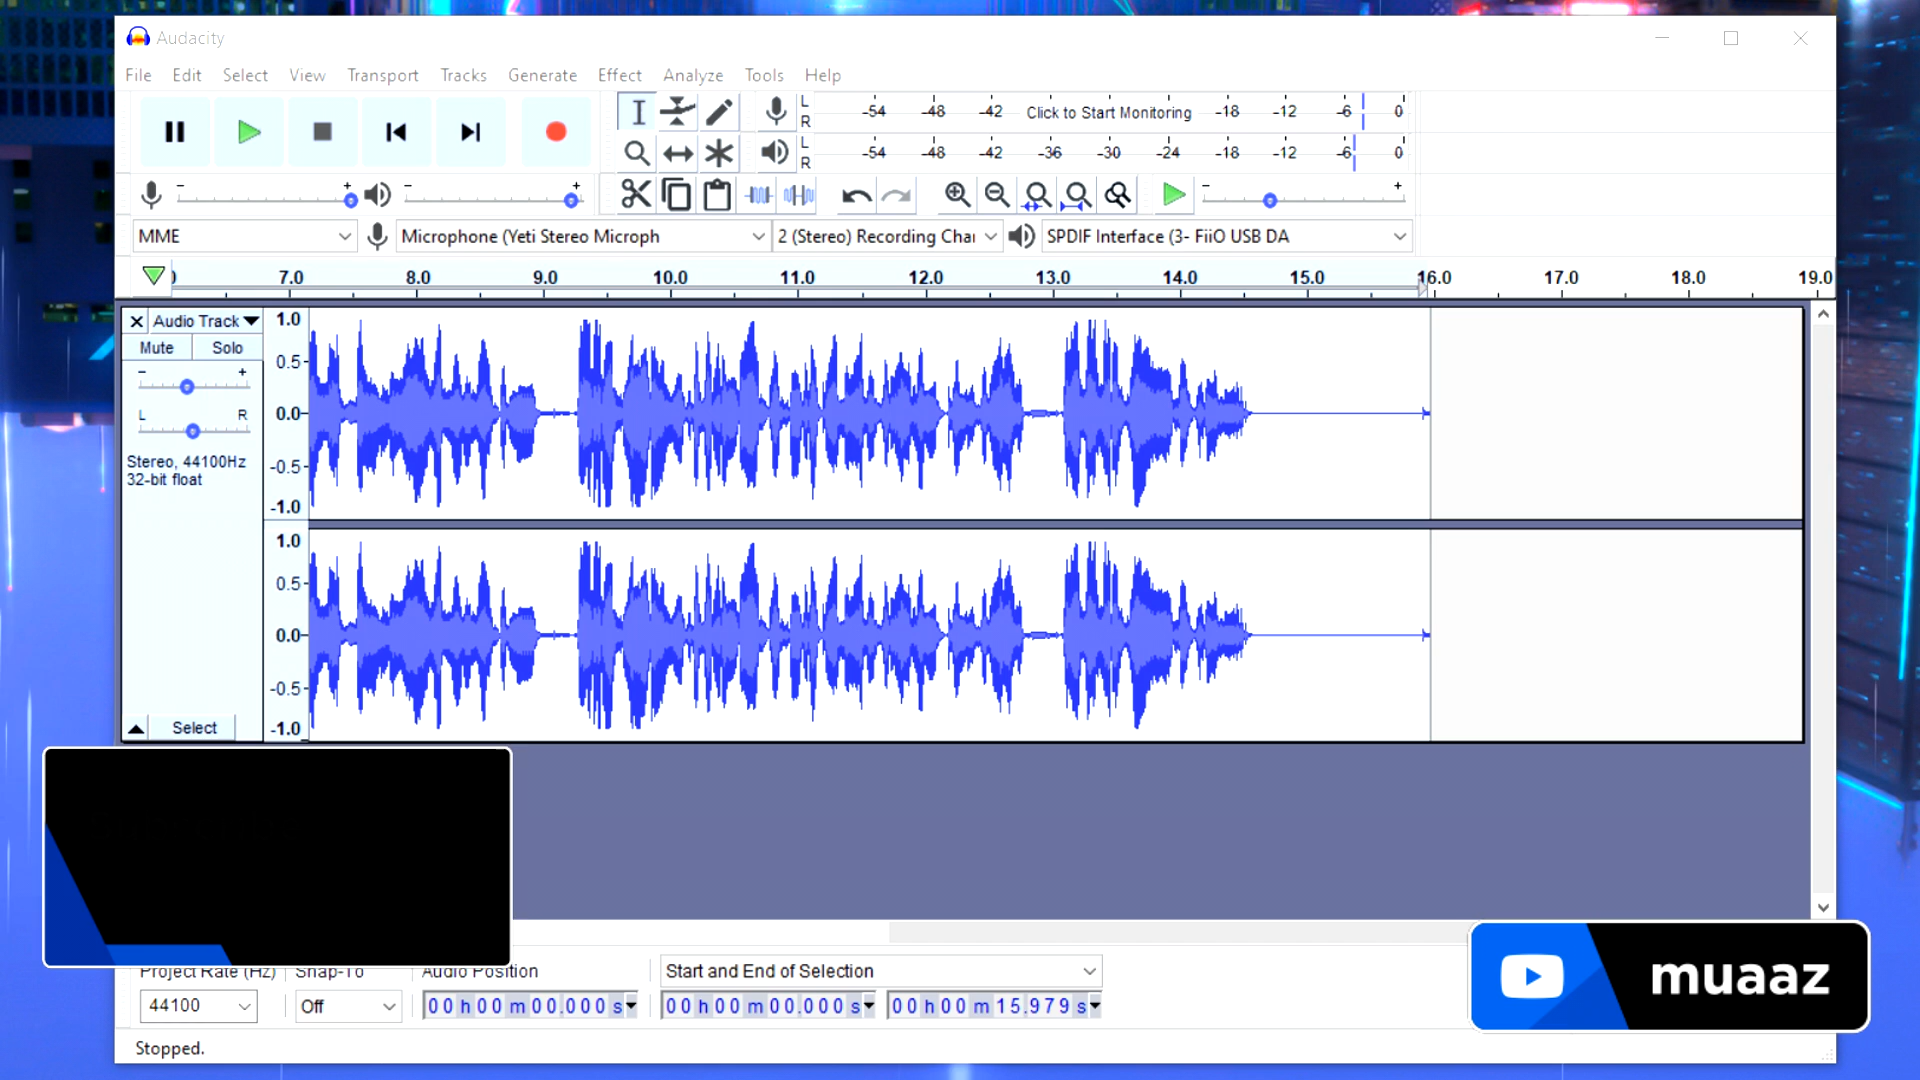 Audacity
File Edit Select View Transport Tracks Generate Effect Analyze Tools Help
L
R
-54 -48 -42 Click to Start Monitoring -18 -12 -6 0
L
R
-54 -48 -42 -36 -30 -24 -18 -12 -6 0
- + - + - +
MME Microphone (Yeti Stereo Microph 2 (Stereo) Recording Char SPDIF Interface (3- FiiO USB DA
7.0 8.0 9.0 10.0 11.0 12.0 13.0 14.0 15.0 16.0 17.0 18.0 19.0
Audio Track
Mute Solo
- +
L R
Stereo, 44100Hz
32-bit float
1.0
0.5
0.0
-0.5
-1.0
1.0
0.5
0.0
-0.5
-1.0
Select
Project Rate (Hz) Snap-To Audio Position Start and End of Selection
44100 Off 00 h 00 m 00.000 s 00 h 00 m 00.000 s 00 h 00 m 15.979 s
Stopped.
muaaz